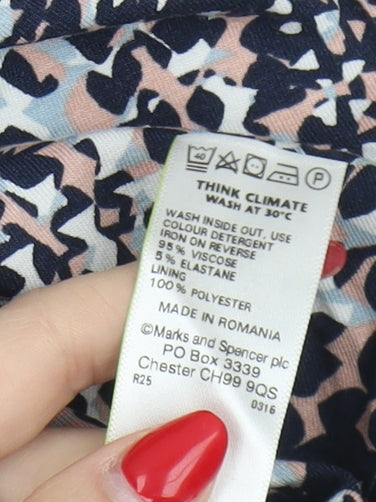 40 P
THINK CLIMATE
WASH AT 30°C
WASH INSIDE OUT. USE
COLOUR DETERGENT
IRON ON REVERSE
95% VISCOSE
5% ELASTANE
LINING
100% POLYESTER
MADE IN ROMANIA
©Marks and Spencer plc
PO Box 3339
Chester CH99 9QS
R25 0316